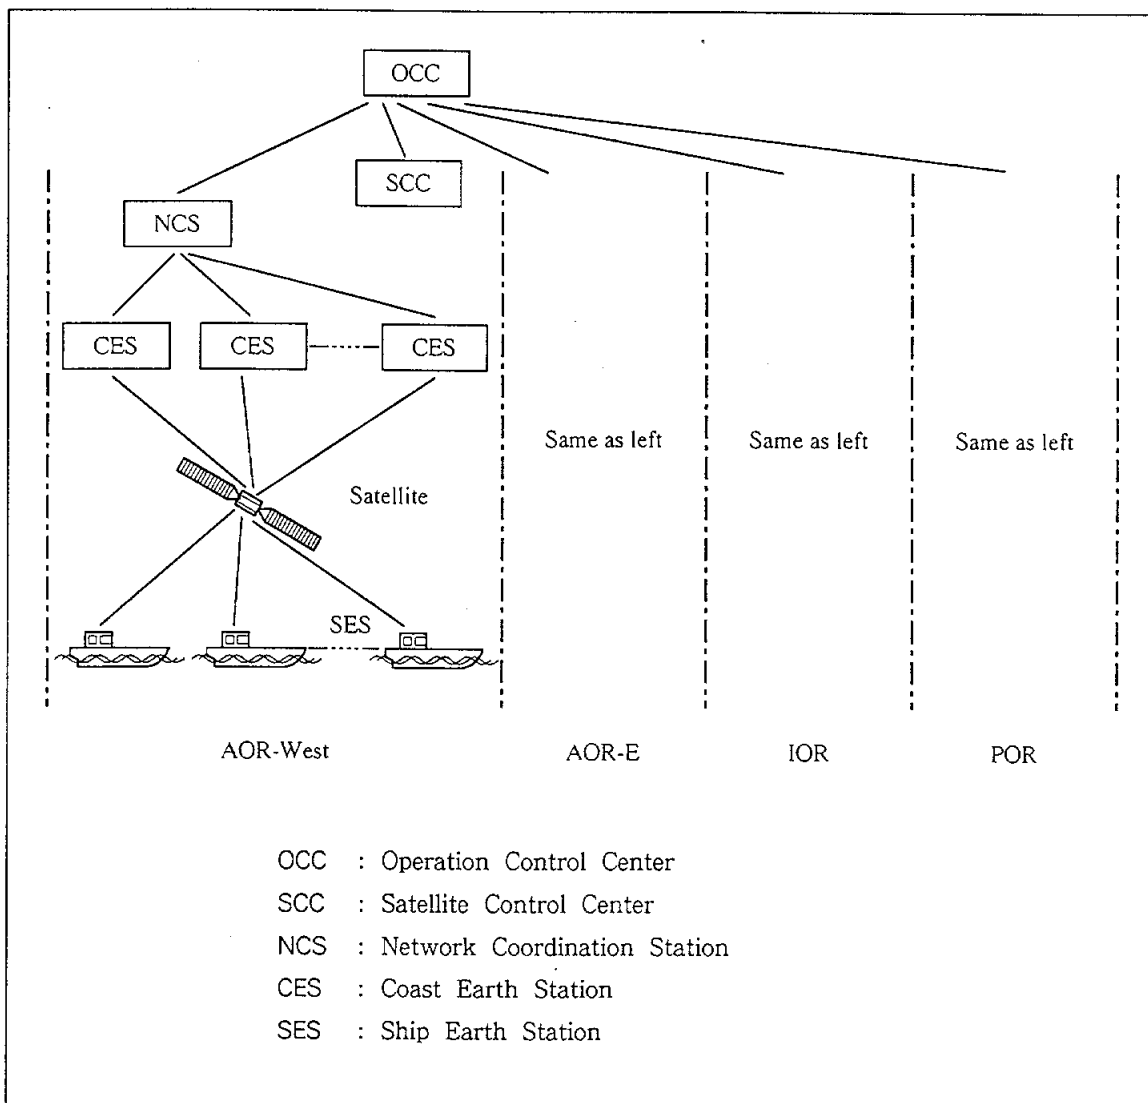 OCC
SCC
NCS
CES CES CES
Same as left Same as left Same as left
Satellite
SES
AOR-West AOR-E IOR POR
OCC : Operation Control Center
SCC : Satellite Control Center
NCS : Network Coordination Station
CES : Coast Earth Station
SES : Ship Earth Station